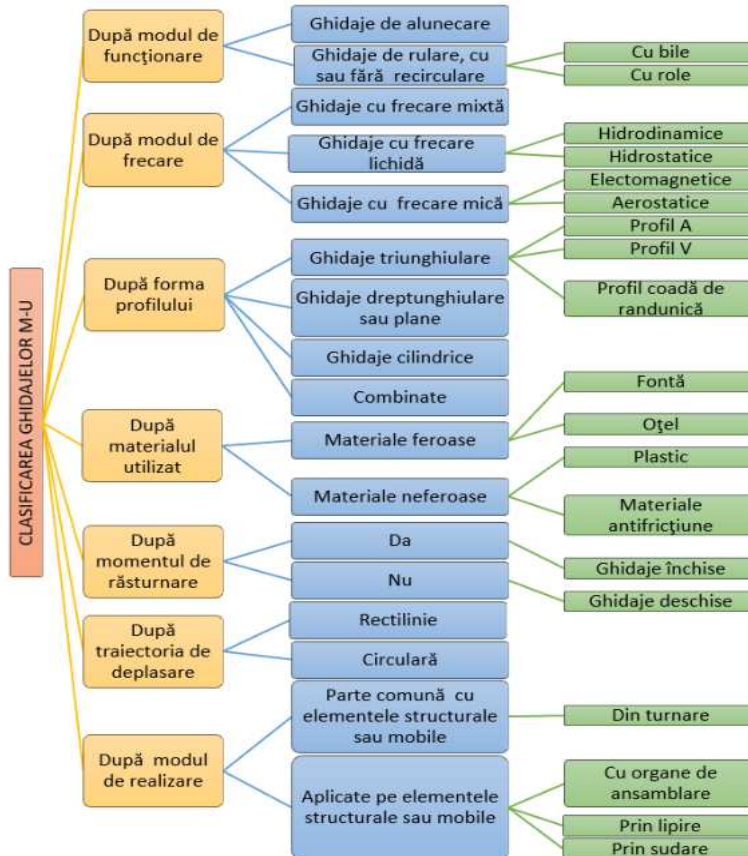 CLASIFICAREA GHIDAJELOR M-U
După modul de
funcţionare
Ghidaje de alunecare
Ghidaje de rulare, cu
sau fără recirculare
Cu bile
Cu role
După modul de
frecare
Ghidaje cu frecare mixtă
Ghidaje cu frecare
lichidă
Hidrodinamice
Hidrostatice
Ghidaje cu frecare mică
Electomagnetice
Aerostatice
După forma
profilului
Ghidaje triunghiulare
Profil A
Profil V
Profil coadă de
randunică
Ghidaje dreptunghiulare
sau plane
Ghidaje cilindrice
Combinate
După
materialul
utilizat
Materiale feroase
Fontă
Oţel
Materiale neferoase
Plastic
Materiale
antifricţiune
După
momentul de
răsturnare
Da
Ghidaje închise
Nu
Ghidaje deschise
După
traiectoria de
deplasare
Rectilinie
Circulară
După modul
de realizare
Parte comună cu
elementele structurale
sau mobile
Din turnare
Aplicate pe elementele
structurale sau mobile
Cu organe de
ansamblare
Prin lipire
Prin sudare